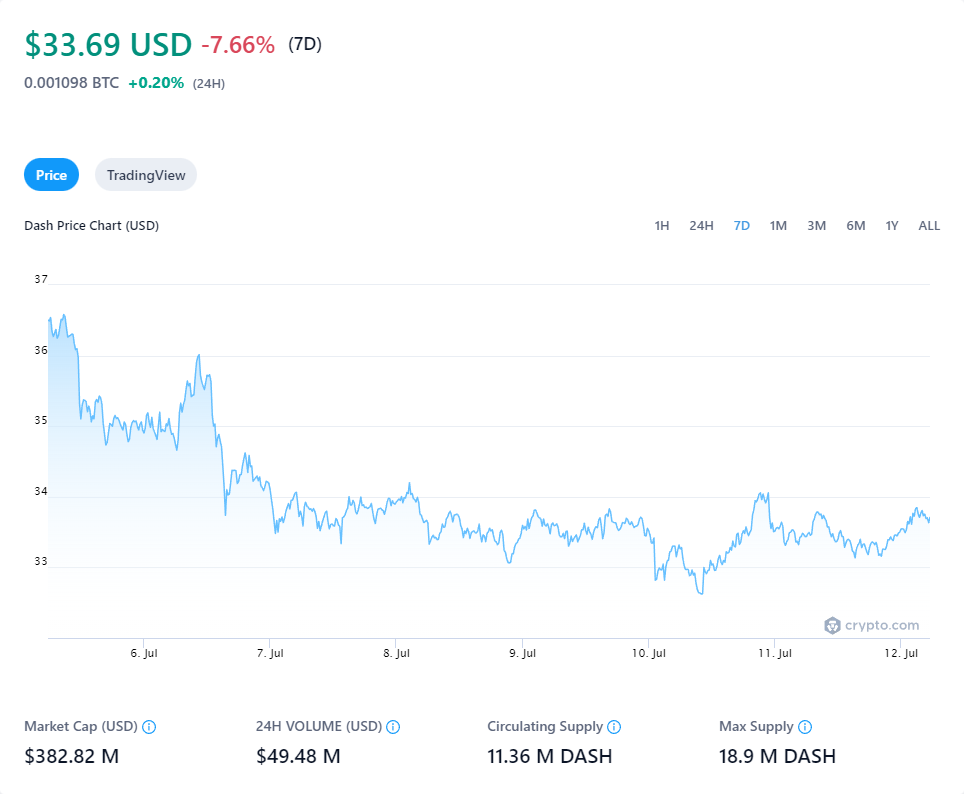 $33.69 USD -7.66% (7D)
0.001098 BTC +0.20% (24H)
Price TradingView
Dash Price Chart (USD) 1H 24H 7D 1M 3M 6M 1Y ALL
37
36
35
34
33
crypto.com
6. Jul 7. Jul 8. Jul 9. Jul 10. Jul 11. Jul 12. Jul
Market Cap (USD) 24H VOLUME (USD) Circulating Supply Max Supply
$382.82 M $49.48 M 11.36 M DASH 18.9 M DASH